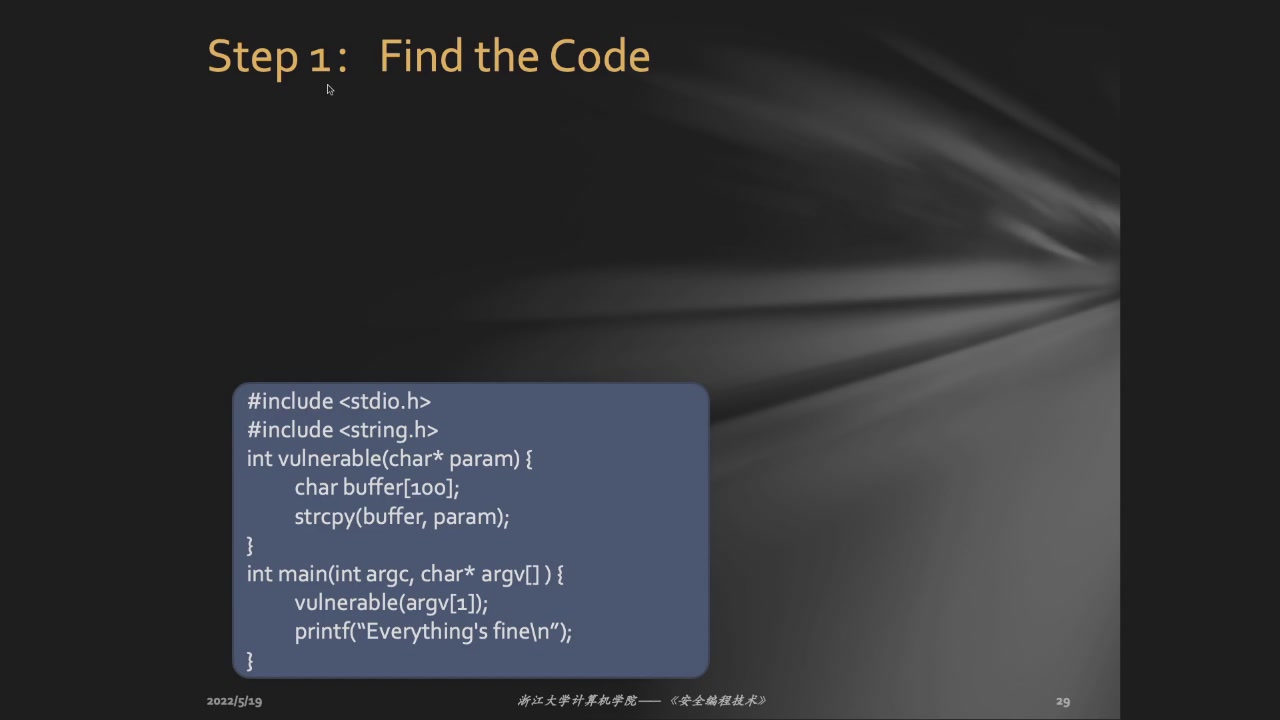 Step 1:   Find the Code
#include <stdio.h>
#include <string.h>
int vulnerable(char* param) {
        char buffer[100];
        strcpy(buffer, param);
}
int main(int argc, char* argv[] ) {
        vulnerable(argv[1]);
        printf(“Everything's fine\n”);
}
2022/5/19 浙江大学计算机学院——《安全编程技术》 29